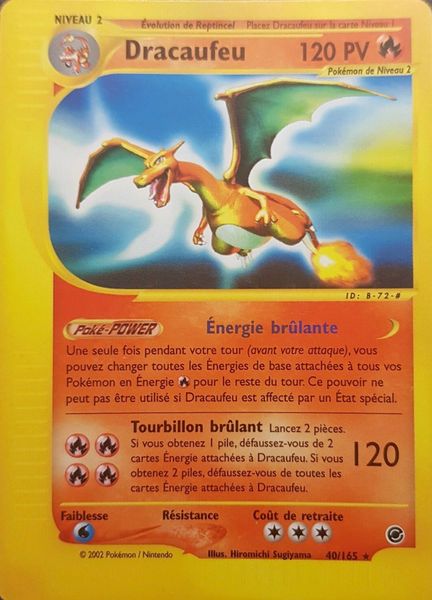 NIVEAU 2
Évolution de Reptincel Placez Dracaufeu sur la carte Niveau 1
Dracaufeu 120 PV
Pokémon de Niveau 2
ID: B-72-#
Poké-POWER Énergie brûlante
Une seule fois pendant votre tour (avant votre attaque), vous
pouvez changer toutes les Énergies de base attachées à tous vos
Pokémon en Énergie pour le reste du tour. Ce pouvoir ne
peut pas être utilisé si Dracaufeu est affecté par un État spécial.
Tourbillon brûlant Lancez 2 pièces.
Si vous obtenez 1 pile, défaussez-vous de 2
cartes Énergie attachées à Dracaufeu. Si vous 120
obtenez 2 piles, défaussez-vous de toutes les
cartes Énergie attachées à Dracaufeu.
Faiblesse Résistance Coût de retraite
© 2002 Pokémon / Nintendo Illus. Hiromichi Sugiyama 40/165 ★